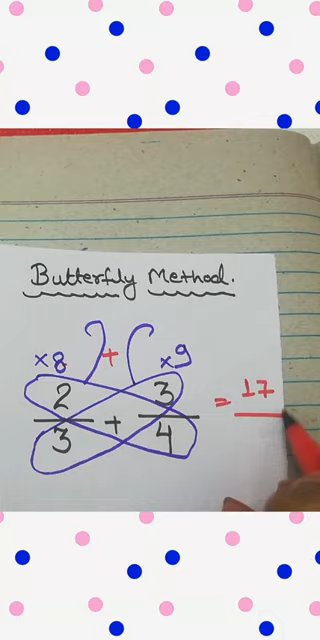 Butterfly Method.
×8 + ×9
2/3 + 3/4 = 17